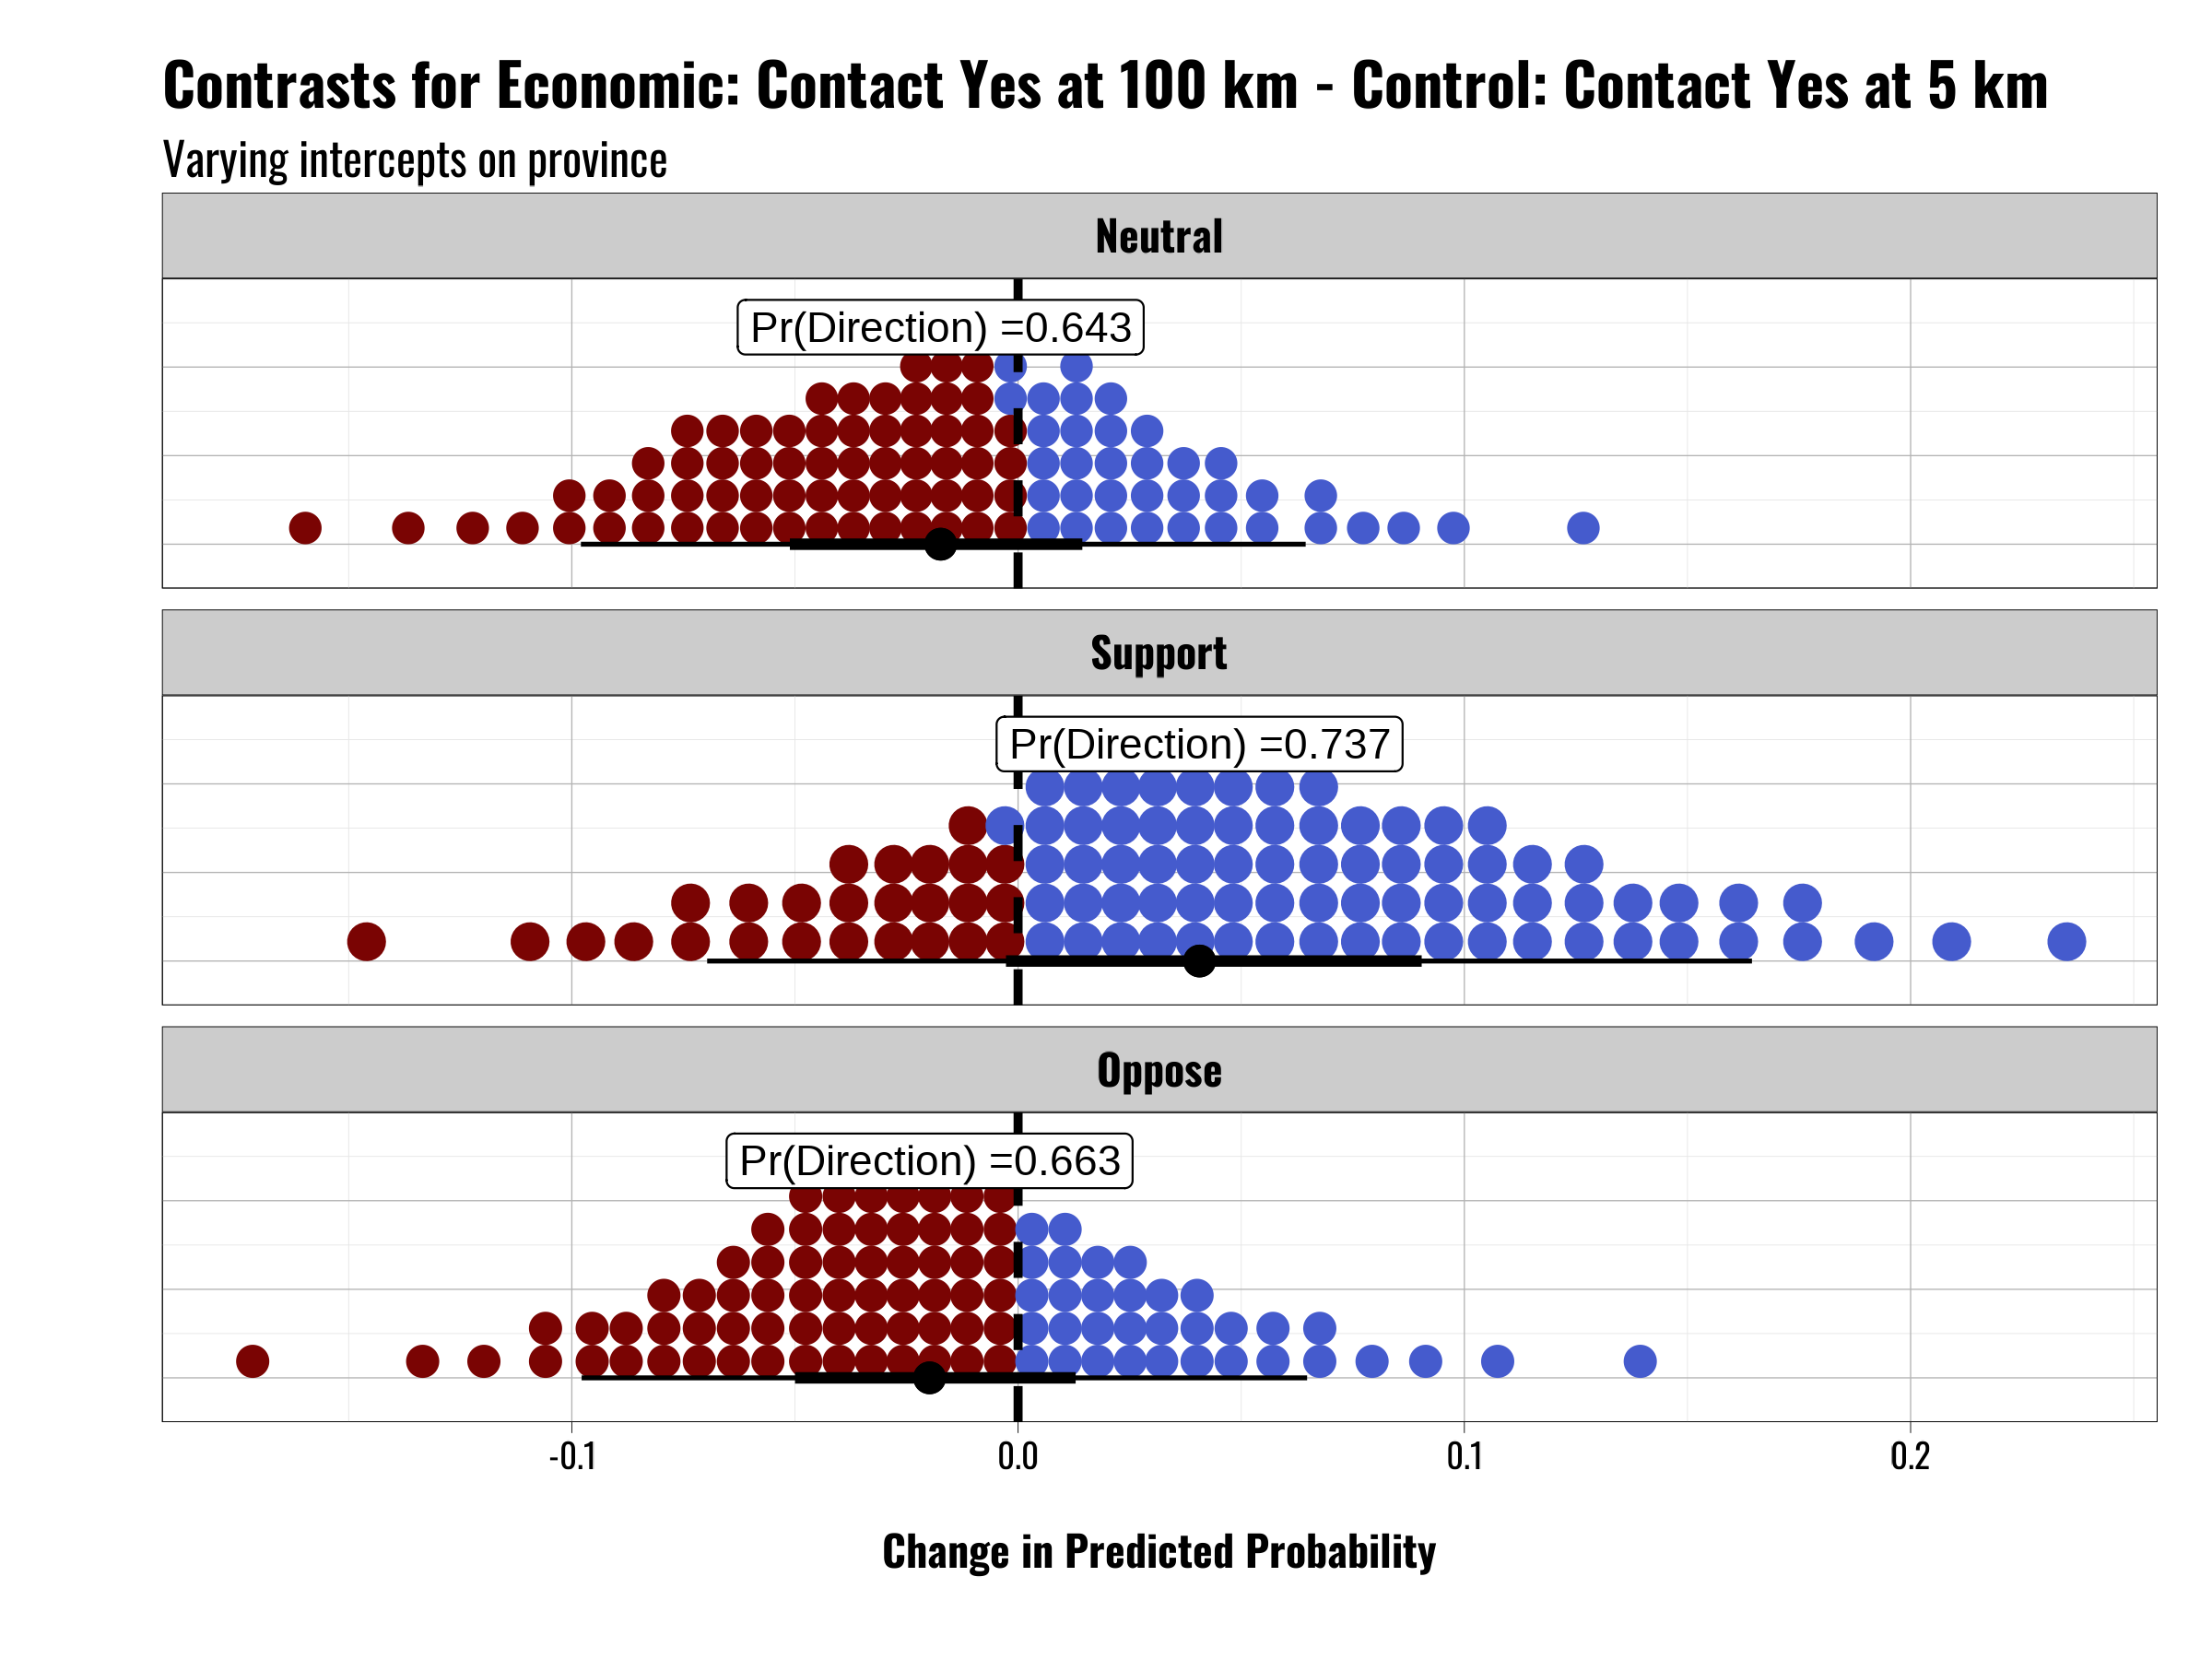 Contrasts for Economic: Contact Yes at 100 km - Control: Contact Yes at 5 km
Varying intercepts on province
Neutral
Pr(Direction) =0.643
Support
Pr(Direction) =0.737
Oppose
Pr(Direction) =0.663
-0.1 0.0 0.1 0.2
Change in Predicted Probability